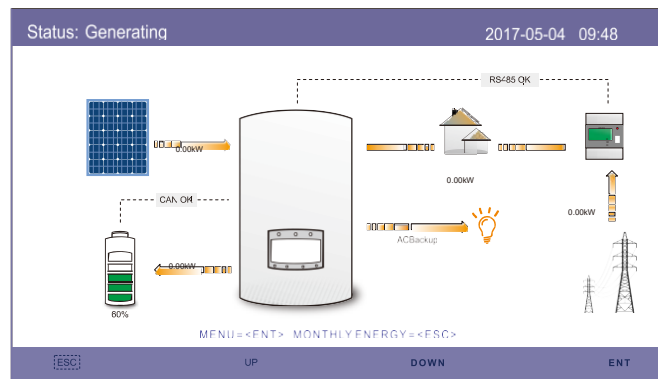 Status: Generating 2017-05-04 09:48
RS485 OK
0.00kW
0.00kW
CAN OK
0.00kW
ACBackup
0.00kW
60%
MENU=<ENT> MONTHLY ENERGY=<ESC>
ESC UP DOWN ENT